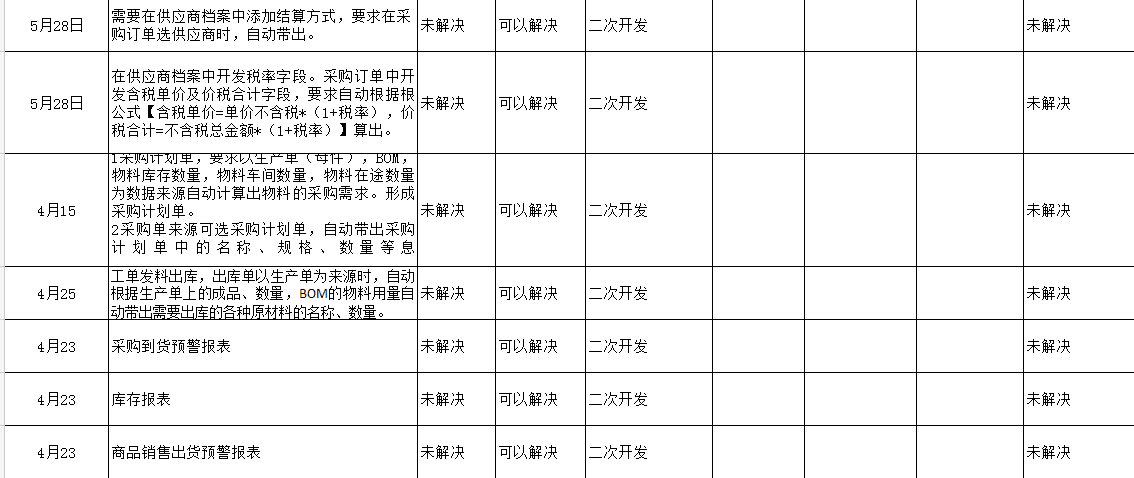 5月28日
需要在供应商档案中添加结算方式，要求在采
购订单选供应商时，自动带出。
未解决
可以解决
二次开发
未解决
5月28日
在供应商档案中开发税率字段。采购订单中开
发含税单价及价税合计字段，要求自动根据根
公式【含税单价=单价不含税*（1+税率），价
税合计=不含税总金额*（1+税率）】算出。
未解决
可以解决
二次开发
未解决
4月15
1采购计划单，要求以生产单（母件），BOM，
物料库存数量，物料车间数量，物料在途数量
为数据来源自动计算出物料的采购需求。形成
采购计划单。
2采购单来源可选采购计划单，自动带出采购
计划单中的名称、规格、数量等息
未解决
可以解决
二次开发
未解决
4月25
工单发料出库，出库单以生产单为来源时，自动
根据生产单上的成品、数量，BOM的物料用量自
动带出需要出库的各种原材料的名称、数量。
未解决
可以解决
二次开发
未解决
4月23
采购到货预警报表
未解决
可以解决
二次开发
未解决
4月23
库存报表
未解决
可以解决
二次开发
未解决
4月23
商品销售出货预警报表
未解决
可以解决
二次开发
未解决